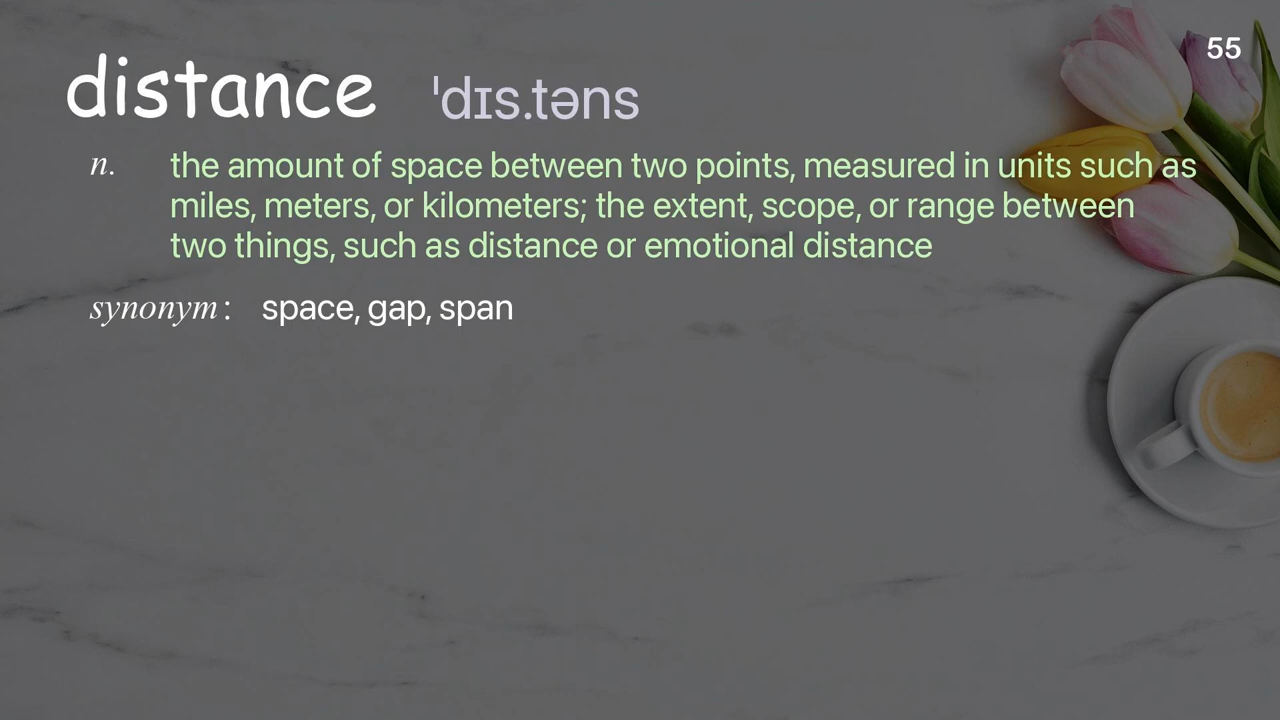 55
distance ˈdɪs.təns
n. the amount of space between two points, measured in units such as
miles, meters, or kilometers; the extent, scope, or range between
two things, such as distance or emotional distance
synonym: space, gap, span